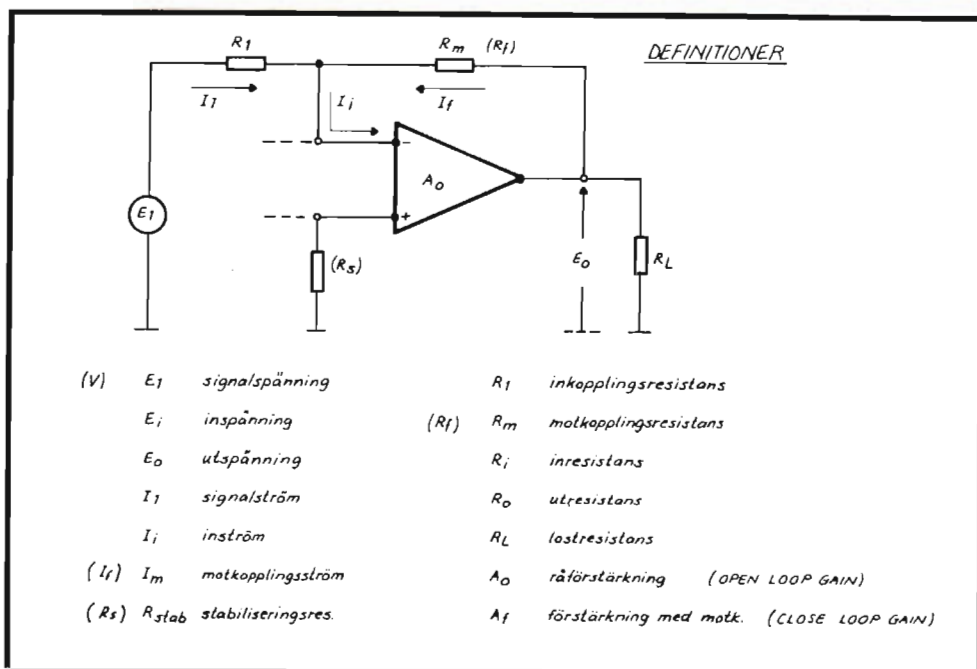 DEFINITIONER
R1
Rm (Rf)
I1
Ii
If
-
A0
E1
+
(Rs)
Eo
RL
(V) E1 signalspänning
Ei inspänning
Eo utspänning
I1 signalström
Ii inström
(If) Im motkopplingsström
(Rs) Rstab stabiliseringsres.
R1 inkopplingsresistans
(Rf) Rm motkopplingsresistans
Ri inresistans
Ro utresistans
RL lastresistans
Ao råförstärkning (OPEN LOOP GAIN)
Af förstärkning med motk. (CLOSE LOOP GAIN)